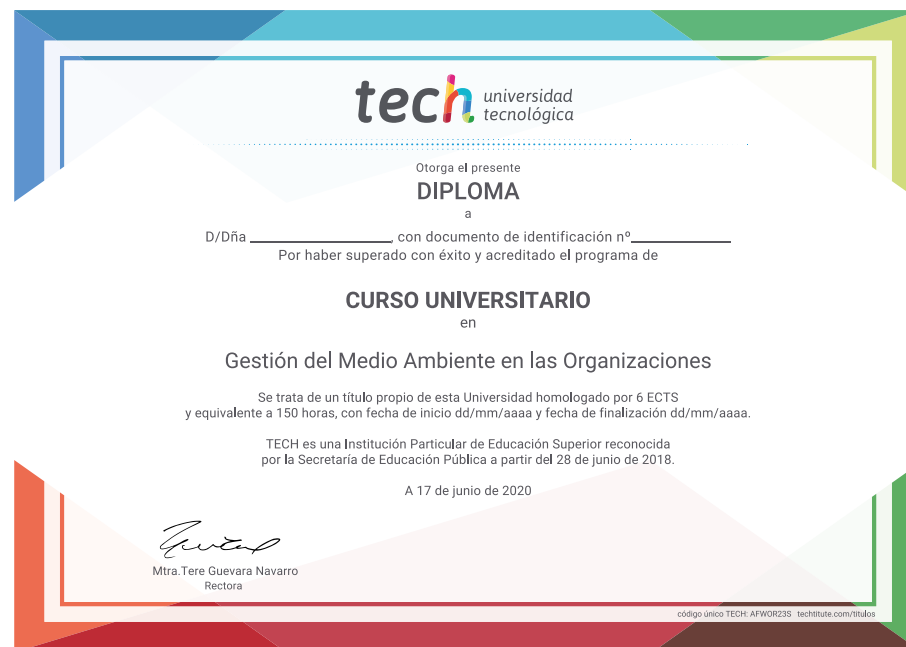 tech universidad
tecnológica
Otorga el presente
DIPLOMA
a
D/Dña ____________________, con documento de identificación nº______________
Por haber superado con éxito y acreditado el programa de
CURSO UNIVERSITARIO
en
Gestión del Medio Ambiente en las Organizaciones
Se trata de un título propio de esta Universidad homologado por 6 ECTS
y equivalente a 150 horas, con fecha de inicio dd/mm/aaaa y fecha de finalización dd/mm/aaaa.
TECH es una Institución Particular de Educación Superior reconocida
por la Secretaría de Educación Pública a partir del 28 de junio de 2018.
A 17 de junio de 2020
Mtra.Tere Guevara Navarro
Rectora
código único TECH: AFWOR23S techtitute.com/titulos